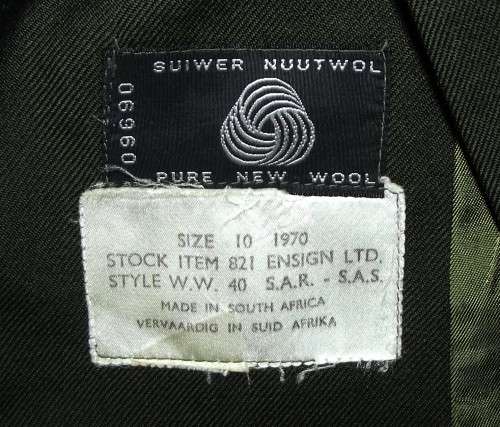 SUIWER NUUTWOL
09690
PURE NEW WOOL
SIZE 10 1970
STOCK ITEM 821 ENSIGN LTD.
STYLE W.W. 40 S.A.R. - S.A.S.
MADE IN SOUTH AFRICA
VERVAARDIG IN SUID AFRIKA